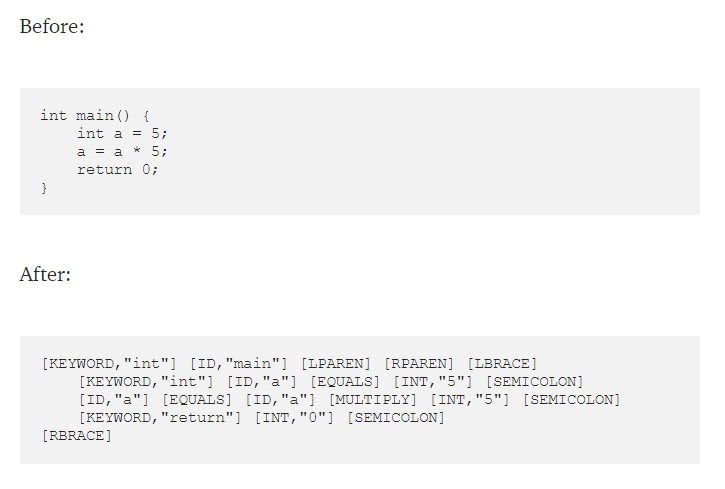 Before:
int main() {
    int a = 5;
    a = a * 5;
    return 0;
}
After:
[KEYWORD,"int"] [ID,"main"] [LPAREN] [RPAREN] [LBRACE]
    [KEYWORD,"int"] [ID,"a"] [EQUALS] [INT,"5"] [SEMICOLON]
    [ID,"a"] [EQUALS] [ID,"a"] [MULTIPLY] [INT,"5"] [SEMICOLON]
    [KEYWORD,"return"] [INT,"0"] [SEMICOLON]
[RBRACE]